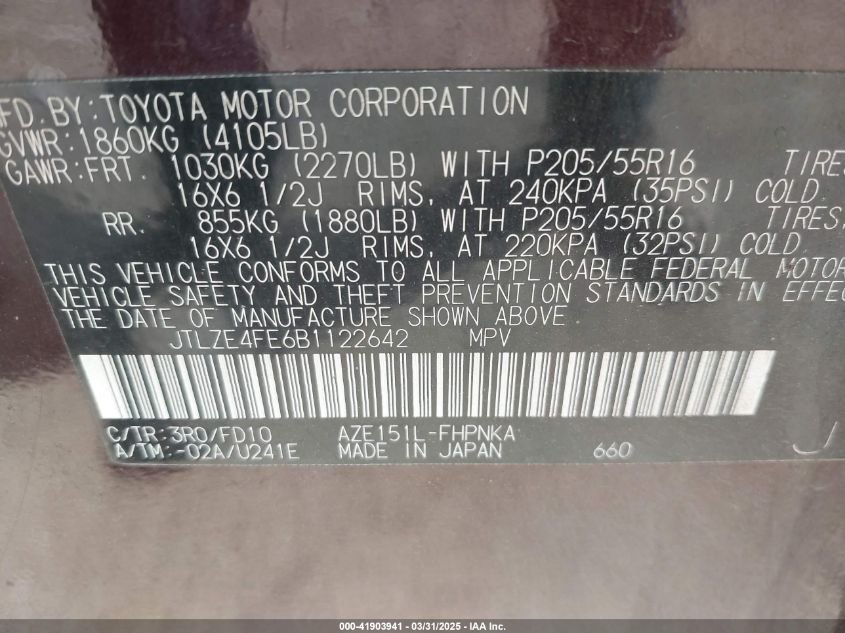 FD. BY: TOYOTA MOTOR CORPORATION
GVWR: 1860KG (4105LB)
GAWR: FRT. 1030KG (2270LB) WITH P205/55R16 TIRES
16X6 1/2J RIMS, AT 240KPA (35PSI) COLD.
RR. 855KG (1880LB) WITH P205/55R16 TIRES,
16X6 1/2J RIMS, AT 220KPA (32PSI) COLD.
THIS VEHICLE CONFORMS TO ALL APPLICABLE FEDERAL MOTOR
VEHICLE SAFETY AND THEFT PREVENTION STANDARDS IN EFFEC
THE DATE OF MANUFACTURE SHOWN ABOVE.
JTLZE4FE6B1122642 MPV
C/TR: 3R0/FD10 AZE151L-FHPNKA
A/TM: -02A/U241E MADE IN JAPAN 660
000-41903941 - 03/31/2025 - IAA Inc.